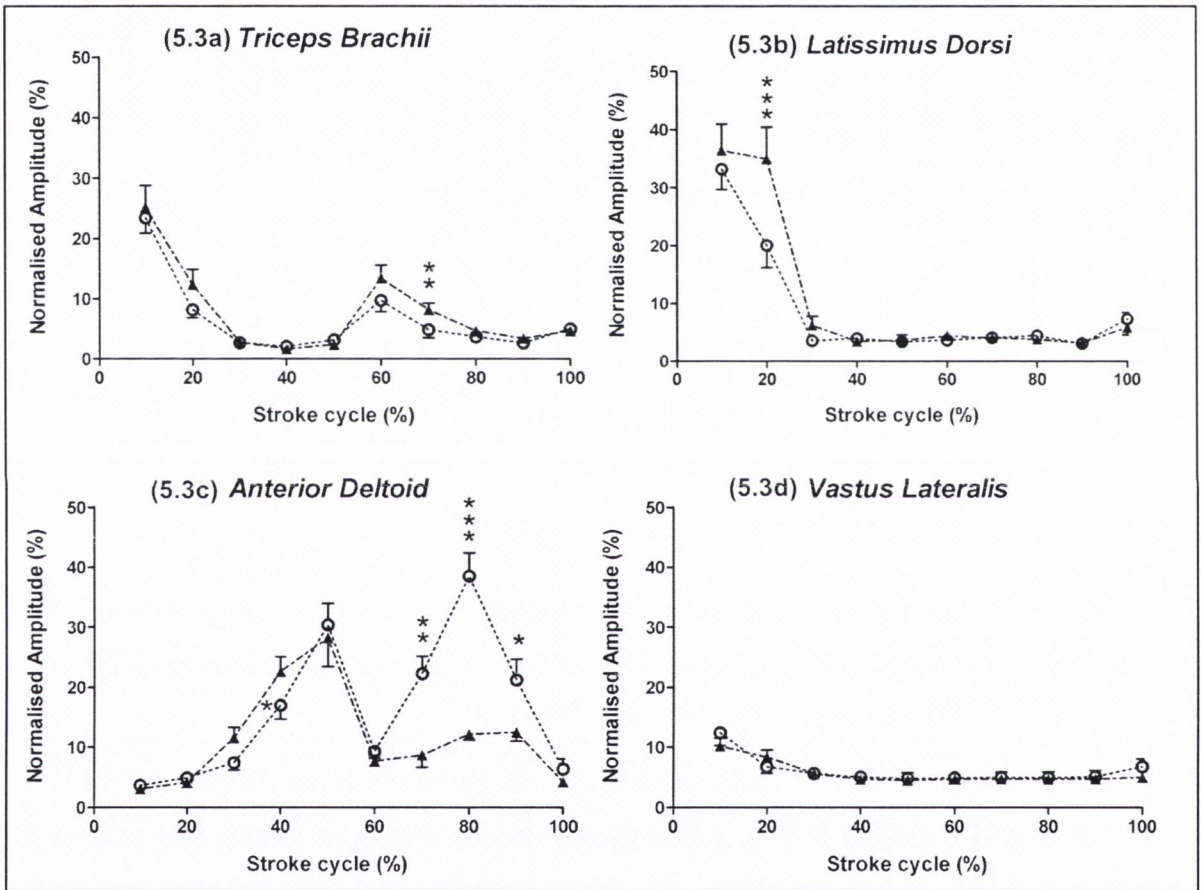 (5.3a) Triceps Brachii
50
40
30
20
10
0
Normalised Amplitude (%)
**
0 20 40 60 80 100
Stroke cycle (%)
(5.3b) Latissimus Dorsi
50
40
30
20
10
0
Normalised Amplitude (%)
***
0 20 40 60 80 100
Stroke cycle (%)
(5.3c) Anterior Deltoid
50
40
30
20
10
0
Normalised Amplitude (%)
*
**
***
*
0 20 40 60 80 100
Stroke cycle (%)
(5.3d) Vastus Lateralis
50
40
30
20
10
0
Normalised Amplitude (%)
0 20 40 60 80 100
Stroke cycle (%)